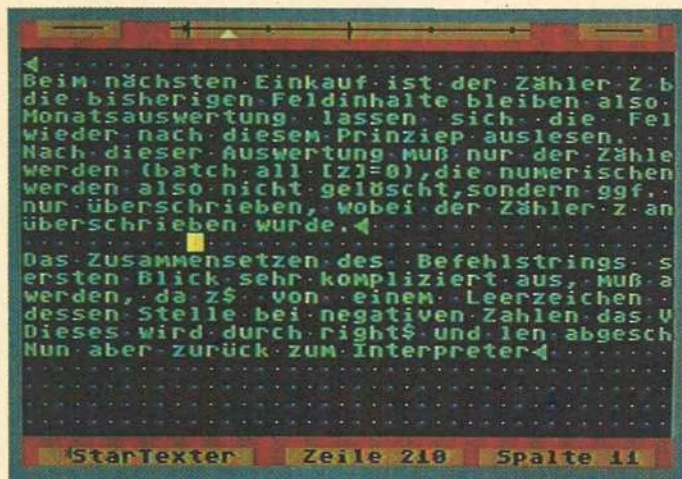 Beim nächsten Einkauf ist der Zähler Z b
die bisherigen Feldinhalte bleiben also
Monatsauswertung lassen sich die Fel
wieder nach diesem Prinziep auslesen.
Nach dieser Auswertung muß nur der Zähle
werden (batch all [z]=0),die numerischen
werden also nicht gelöscht,sondern ggf.
nur überschrieben, wobei der Zähler z an
überschrieben wurde.
Das Zusammensetzen des Befehlstrings s
ersten Blick sehr kompliziert aus, muß a
werden, da z$ von einem Leerzeichen
dessen Stelle bei negativen Zahlen das V
Dieses wird durch right$ und len abgesch
Nun aber zurück zum Interpreter
*StarTexter Zeile 210 Spalte 11